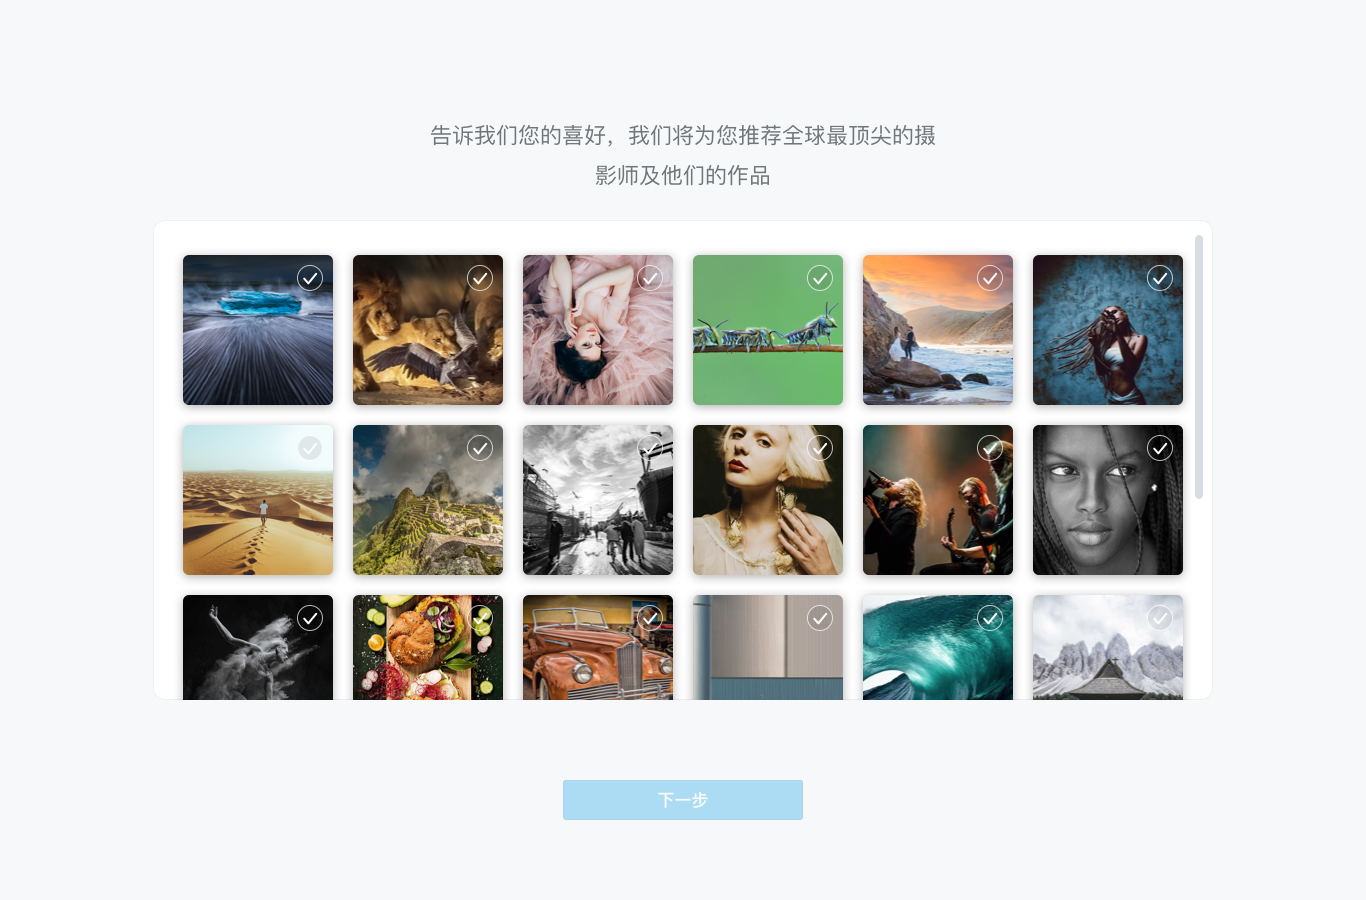 告诉我们您的喜好，我们将为您推荐全球最顶尖的摄
影师及他们的作品
下一步